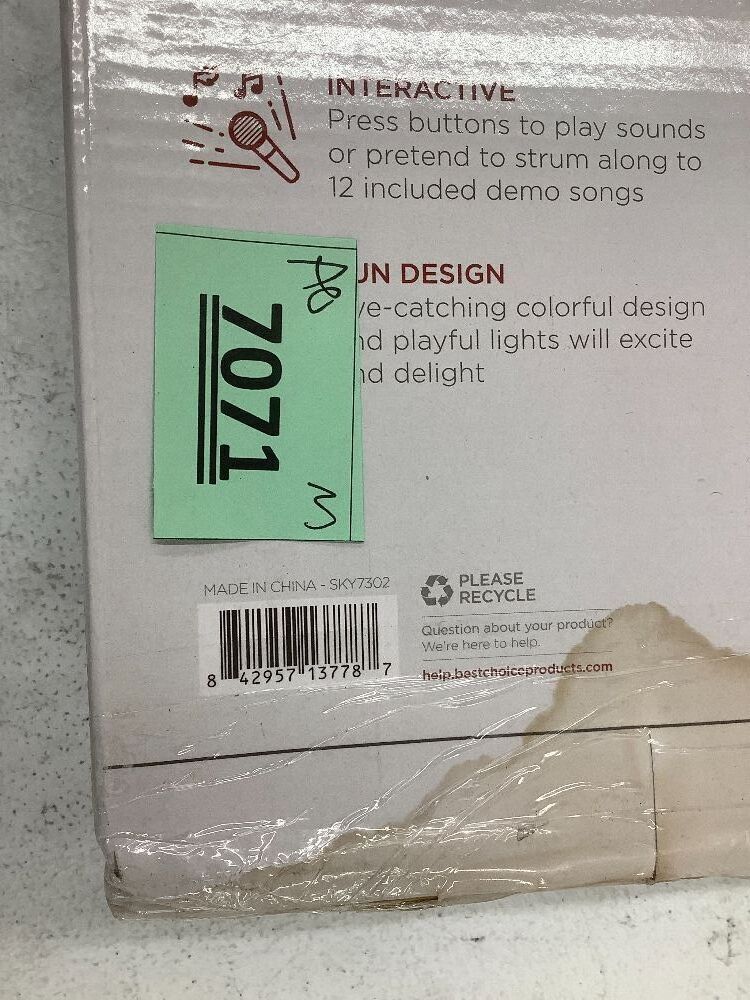 INTERACTIVE
Press buttons to play sounds
or pretend to strum along to
12 included demo songs
UN DESIGN
ye-catching colorful design
nd playful lights will excite
nd delight
7071
MADE IN CHINA - SKY7302
8 42957 13778 7
PLEASE
RECYCLE
Question about your product?
We're here to help.
help.bestchoiceproducts.com